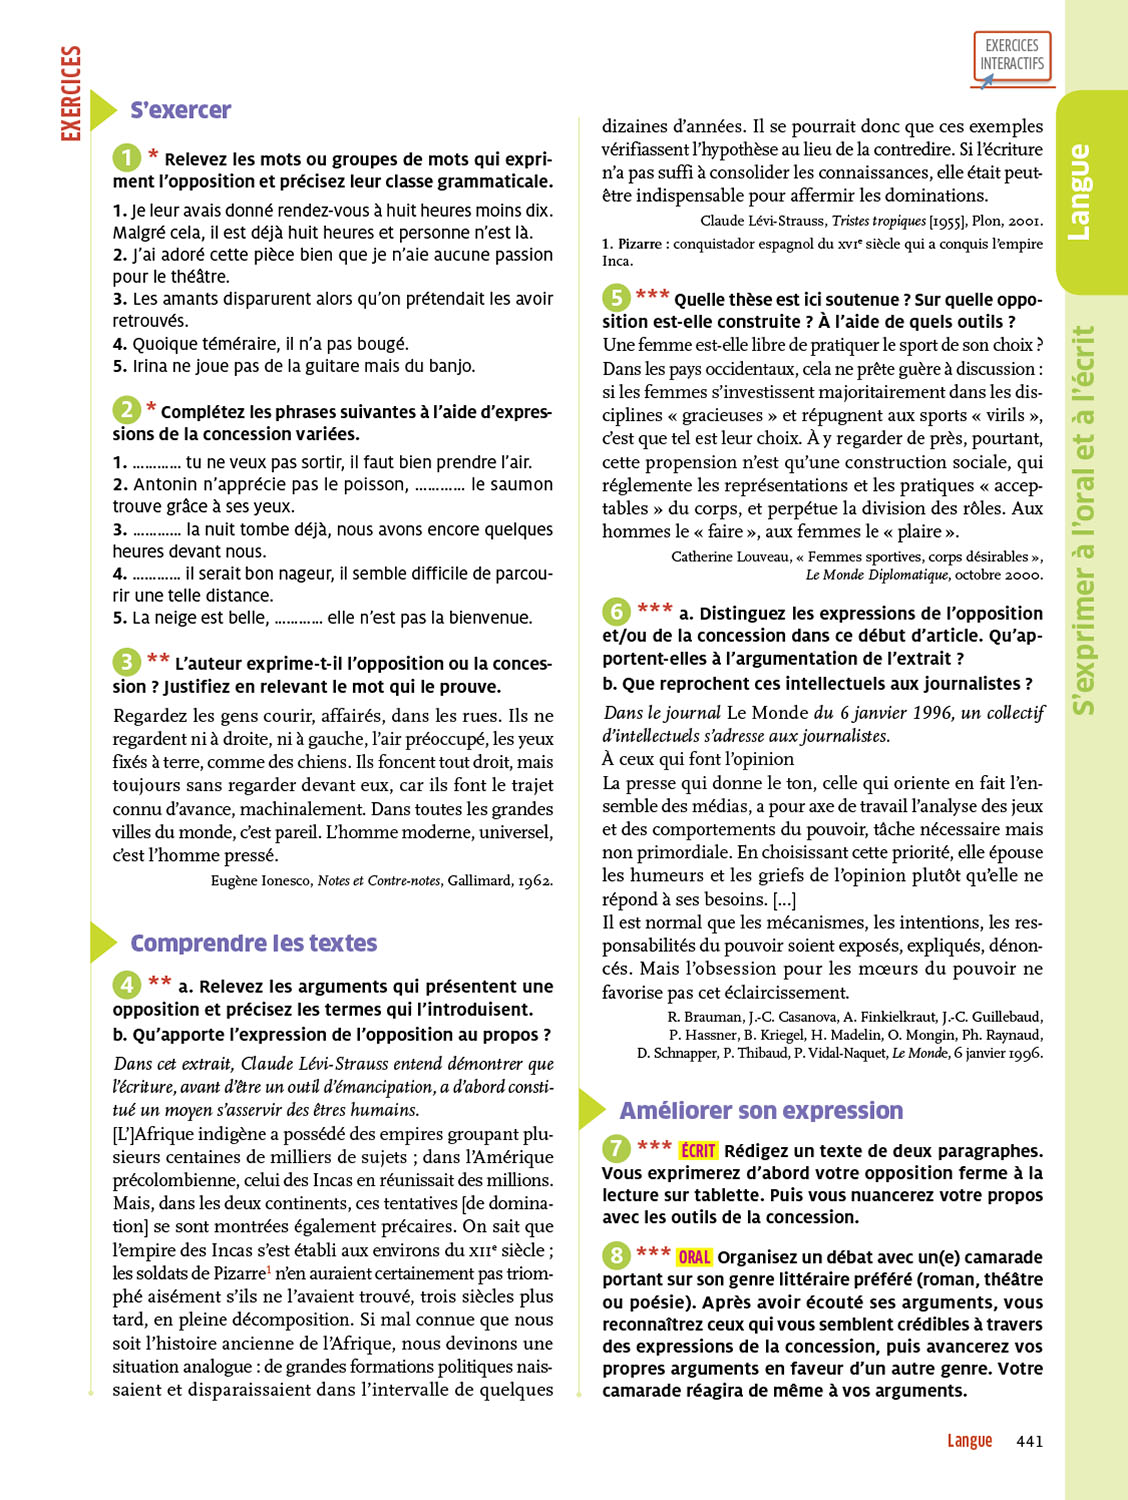 EXERCICES
EXERCICES
INTERACTIFS
S'exercer
1 * Relevez les mots ou groupes de mots qui expri-
ment l'opposition et précisez leur classe grammaticale.
1. Je leur avais donné rendez-vous à huit heures moins dix.
Malgré cela, il est déjà huit heures et personne n'est là.
2. J'ai adoré cette pièce bien que je n'aie aucune passion
pour le théâtre.
3. Les amants disparurent alors qu'on prétendait les avoir
retrouvés.
4. Quoique téméraire, il n'a pas bougé.
5. Irina ne joue pas de la guitare mais du banjo.
2 * Complétez les phrases suivantes à l'aide d'expres-
sions de la concession variées.
1. ............ tu ne veux pas sortir, il faut bien prendre l'air.
2. Antonin n'apprécie pas le poisson, ............ le saumon
trouve grâce à ses yeux.
3. ............ la nuit tombe déjà, nous avons encore quelques
heures devant nous.
4. ............ il serait bon nageur, il semble difficile de parcou-
rir une telle distance.
5. La neige est belle, ............ elle n'est pas la bienvenue.
3 ** L'auteur exprime-t-il l'opposition ou la conces-
sion ? Justifiez en relevant le mot qui le prouve.
Regardez les gens courir, affairés, dans les rues. Ils ne
regardent ni à droite, ni à gauche, l'air préoccupé, les yeux
fixés à terre, comme des chiens. Ils foncent tout droit, mais
toujours sans regarder devant eux, car ils font le trajet
connu d'avance, machinalement. Dans toutes les grandes
villes du monde, c'est pareil. L'homme moderne, universel,
c'est l'homme pressé.
Eugène Ionesco, Notes et Contre-notes, Gallimard, 1962.
Comprendre les textes
4 ** a. Relevez les arguments qui présentent une
opposition et précisez les termes qui l'introduisent.
b. Qu'apporte l'expression de l'opposition au propos ?
Dans cet extrait, Claude Lévi-Strauss entend démontrer que
l'écriture, avant d'être un outil d'émancipation, a d'abord consti-
tué un moyen s'asservir des êtres humains.
[L']Afrique indigène a possédé des empires groupant plu-
sieurs centaines de milliers de sujets ; dans l'Amérique
précolombienne, celui des Incas en réunissait des millions.
Mais, dans les deux continents, ces tentatives [de domina-
tion] se sont montrées également précaires. On sait que
l'empire des Incas s'est établi aux environs du XIIe siècle ;
les soldats de Pizarre1 n'en auraient certainement pas triom-
phé aisément s'ils ne l'avaient trouvé, trois siècles plus
tard, en pleine décomposition. Si mal connue que nous
soit l'histoire ancienne de l'Afrique, nous devinons une
situation analogue : de grandes formations politiques nais-
saient et disparaissaient dans l'intervalle de quelques
dizaines d'années. Il se pourrait donc que ces exemples
vérifiassent l'hypothèse au lieu de la contredire. Si l'écriture
n'a pas suffi à consolider les connaissances, elle était peut-
être indispensable pour affermir les dominations.
Claude Lévi-Strauss, Tristes tropiques [1955], Plon, 2001.
1. Pizarre : conquistador espagnol du XVIe siècle qui a conquis l'empire
Inca.
5 *** Quelle thèse est ici soutenue ? Sur quelle oppo-
sition est-elle construite ? À l'aide de quels outils ?
Une femme est-elle libre de pratiquer le sport de son choix ?
Dans les pays occidentaux, cela ne prête guère à discussion :
si les femmes s'investissent majoritairement dans les dis-
ciplines « gracieuses » et répugnent aux sports « virils »,
c'est que tel est leur choix. À y regarder de près, pourtant,
cette propension n'est qu'une construction sociale, qui
réglemente les représentations et les pratiques « accep-
tables » du corps, et perpétue la division des rôles. Aux
hommes le « faire », aux femmes le « plaire ».
Catherine Louveau, « Femmes sportives, corps désirables »,
Le Monde Diplomatique, octobre 2000.
6 *** a. Distinguez les expressions de l'opposition
et/ou de la concession dans ce début d'article. Qu'ap-
portent-elles à l'argumentation de l'extrait ?
b. Que reprochent ces intellectuels aux journalistes ?
Dans le journal Le Monde du 6 janvier 1996, un collectif
d'intellectuels s'adresse aux journalistes.
À ceux qui font l'opinion
La presse qui donne le ton, celle qui oriente en fait l'en-
semble des médias, a pour axe de travail l'analyse des jeux
et des comportements du pouvoir, tâche nécessaire mais
non primordiale. En choisissant cette priorité, elle épouse
les humeurs et les griefs de l'opinion plutôt qu'elle ne
répond à ses besoins. [...]
Il est normal que les mécanismes, les intentions, les res-
ponsabilités du pouvoir soient exposés, expliqués, dénon-
cés. Mais l'obsession pour les mœurs du pouvoir ne
favorise pas cet éclaircissement.
R. Brauman, J.-C. Casanova, A. Finkielkraut, J.-C. Guillebaud,
P. Hassner, B. Kriegel, H. Madelin, O. Mongin, Ph. Raynaud,
D. Schnapper, P. Thibaud, P. Vidal-Naquet, Le Monde, 6 janvier 1996.
Améliorer son expression
7 *** ÉCRIT Rédigez un texte de deux paragraphes.
Vous exprimerez d'abord votre opposition ferme à la
lecture sur tablette. Puis vous nuancerez votre propos
avec les outils de la concession.
8 *** ORAL Organisez un débat avec un(e) camarade
portant sur son genre littéraire préféré (roman, théâtre
ou poésie). Après avoir écouté ses arguments, vous
reconnaîtrez ceux qui vous semblent crédibles à travers
des expressions de la concession, puis avancerez vos
propres arguments en faveur d'un autre genre. Votre
camarade réagira de même à vos arguments.
Langue
S'exprimer à l'oral et à l'écrit
Langue 441